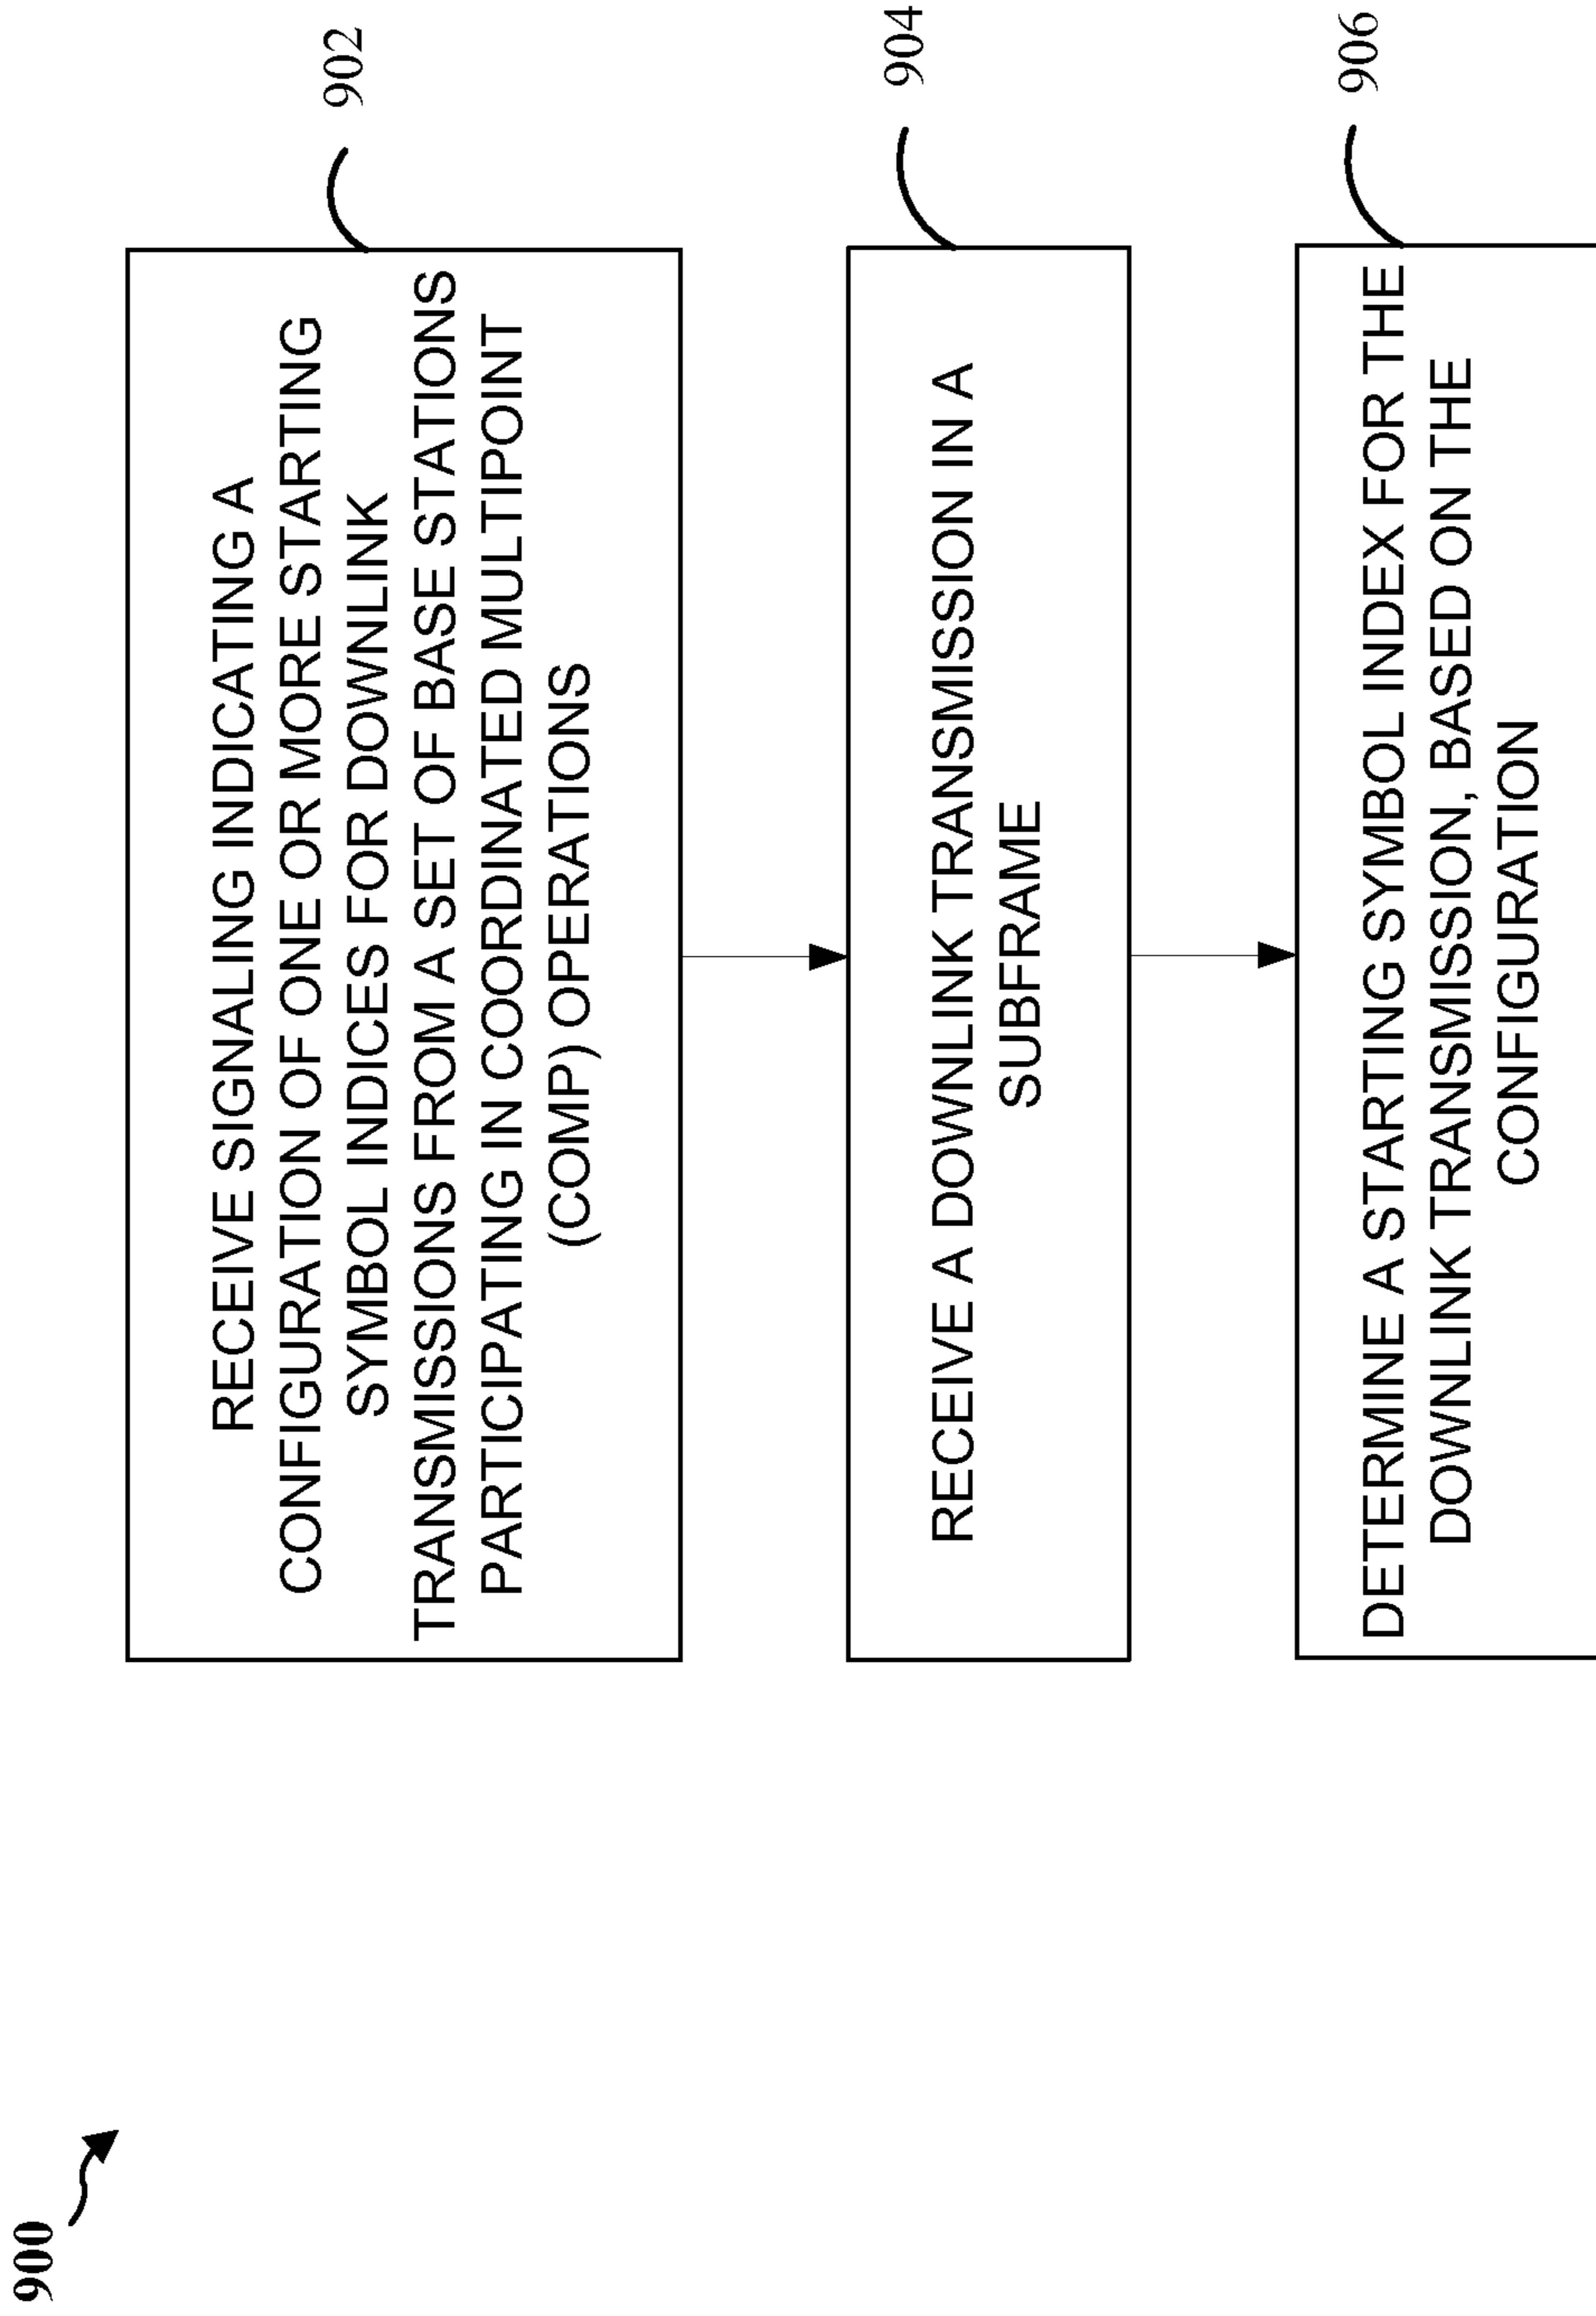 900
RECEIVE SIGNALING INDICATING A
CONFIGURATION OF ONE OR MORE STARTING
SYMBOL INDICES FOR DOWNLINK
TRANSMISSIONS FROM A SET OF BASE STATIONS
PARTICIPATING IN COORDINATED MULTIPOINT
(COMP) OPERATIONS
902
RECEIVE A DOWNLINK TRANSMISSION IN A
SUBFRAME
904
DETERMINE A STARTING SYMBOL INDEX FOR THE
DOWNLINK TRANSMISSION, BASED ON THE
CONFIGURATION
906